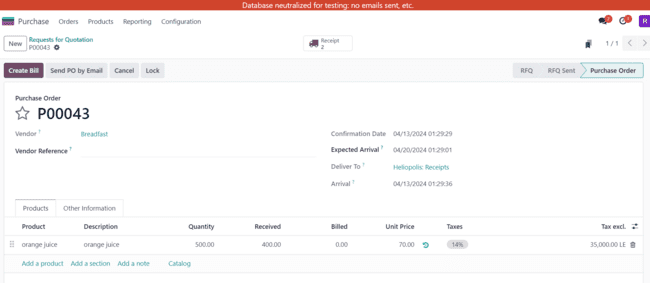 Database neutralized for testing: no emails sent, etc.
Purchase Orders Products Reporting Configuration 7 1 R
New Requests for Quotation Receipt 1 / 1
P00043 2
Create Bill Send PO by Email Cancel Lock RFQ RFQ Sent Purchase Order
Purchase Order
P00043
Vendor ? Breadfast Confirmation Date 04/13/2024 01:29:29
Vendor Reference ? Expected Arrival ? 04/20/2024 01:29:01
Deliver To ? Heliopolis: Receipts
Arrival ? 04/13/2024 01:29:36
Products Other Information
Product Description Quantity Received Billed Unit Price Taxes Tax excl.
orange juice orange juice 500.00 400.00 0.00 70.00 14% 35,000.00 LE
Add a product Add a section Add a note Catalog